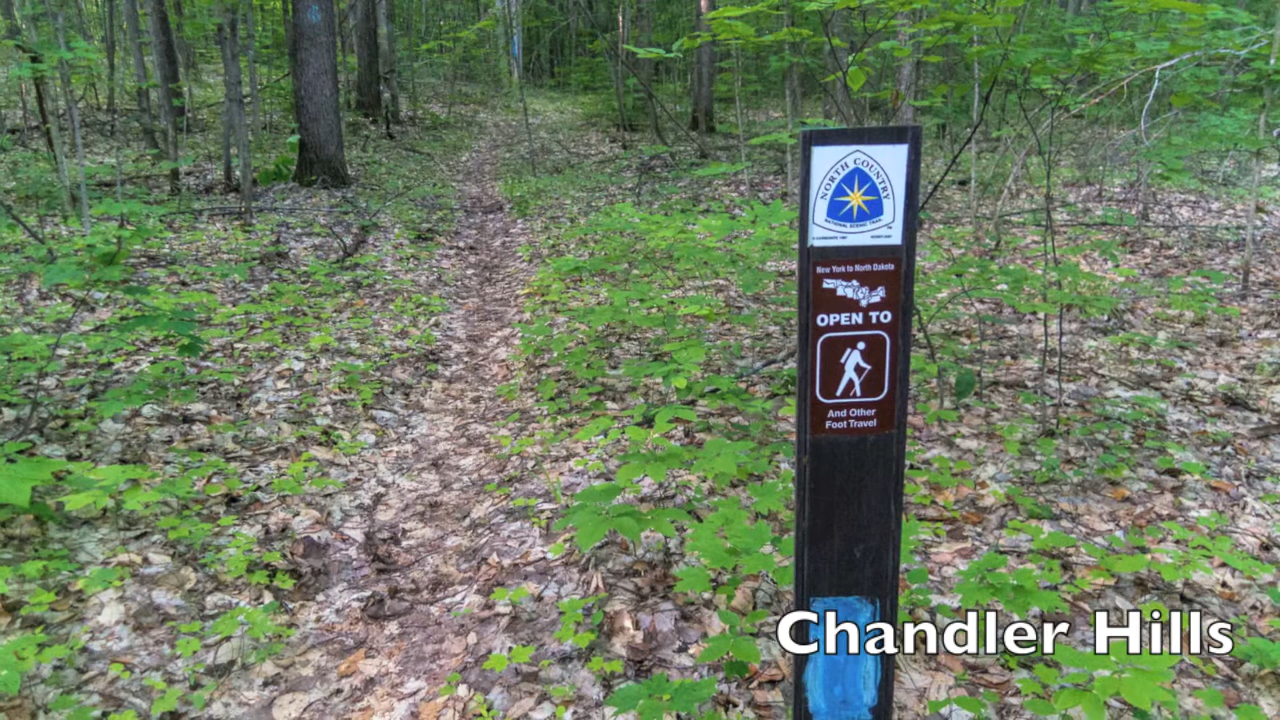 NORTH COUNTRY
NATIONAL SCENIC TRAIL
New York to North Dakota
OPEN TO
And Other
Foot Travel
Chandler Hills